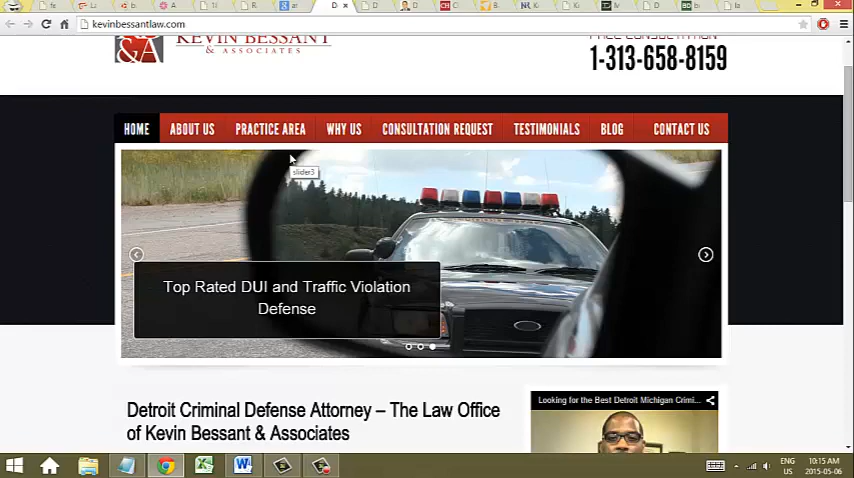 kevinbessantlaw.com
KEVIN BESSANT
& ASSOCIATES
&A
FREE CONSULTATION
1-313-658-8159
HOME
ABOUT US
PRACTICE AREA
WHY US
CONSULTATION REQUEST
TESTIMONIALS
BLOG
CONTACT US
slider3
Top Rated DUI and Traffic Violation
Defense
Detroit Criminal Defense Attorney – The Law Office
of Kevin Bessant & Associates
Looking for the Best Detroit Michigan Crimi...
ENG
US
10:15 AM
2015-05-06